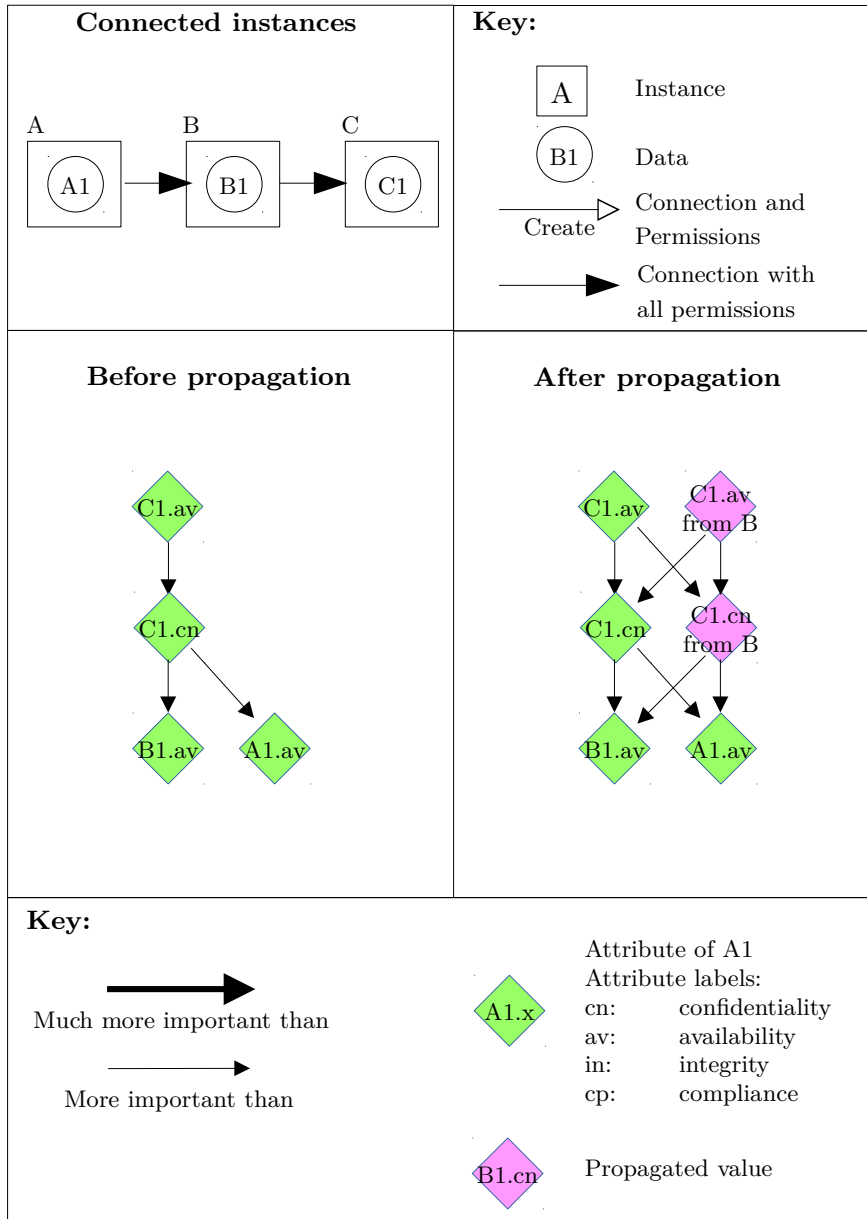 Connected instances
A
B
C
A1
B1
C1
Key:
A
Instance
B1
Data
Create
Connection and
Permissions
Connection with
all permissions
Before propagation
C1.av
C1.cn
B1.av
A1.av
After propagation
C1.av
C1.av
from B
C1.cn
C1.cn
from B
B1.av
A1.av
Key:
Much more important than
More important than
A1.x
Attribute of A1
Attribute labels:
cn: confidentiality
av: availability
in: integrity
cp: compliance
B1.cn
Propagated value